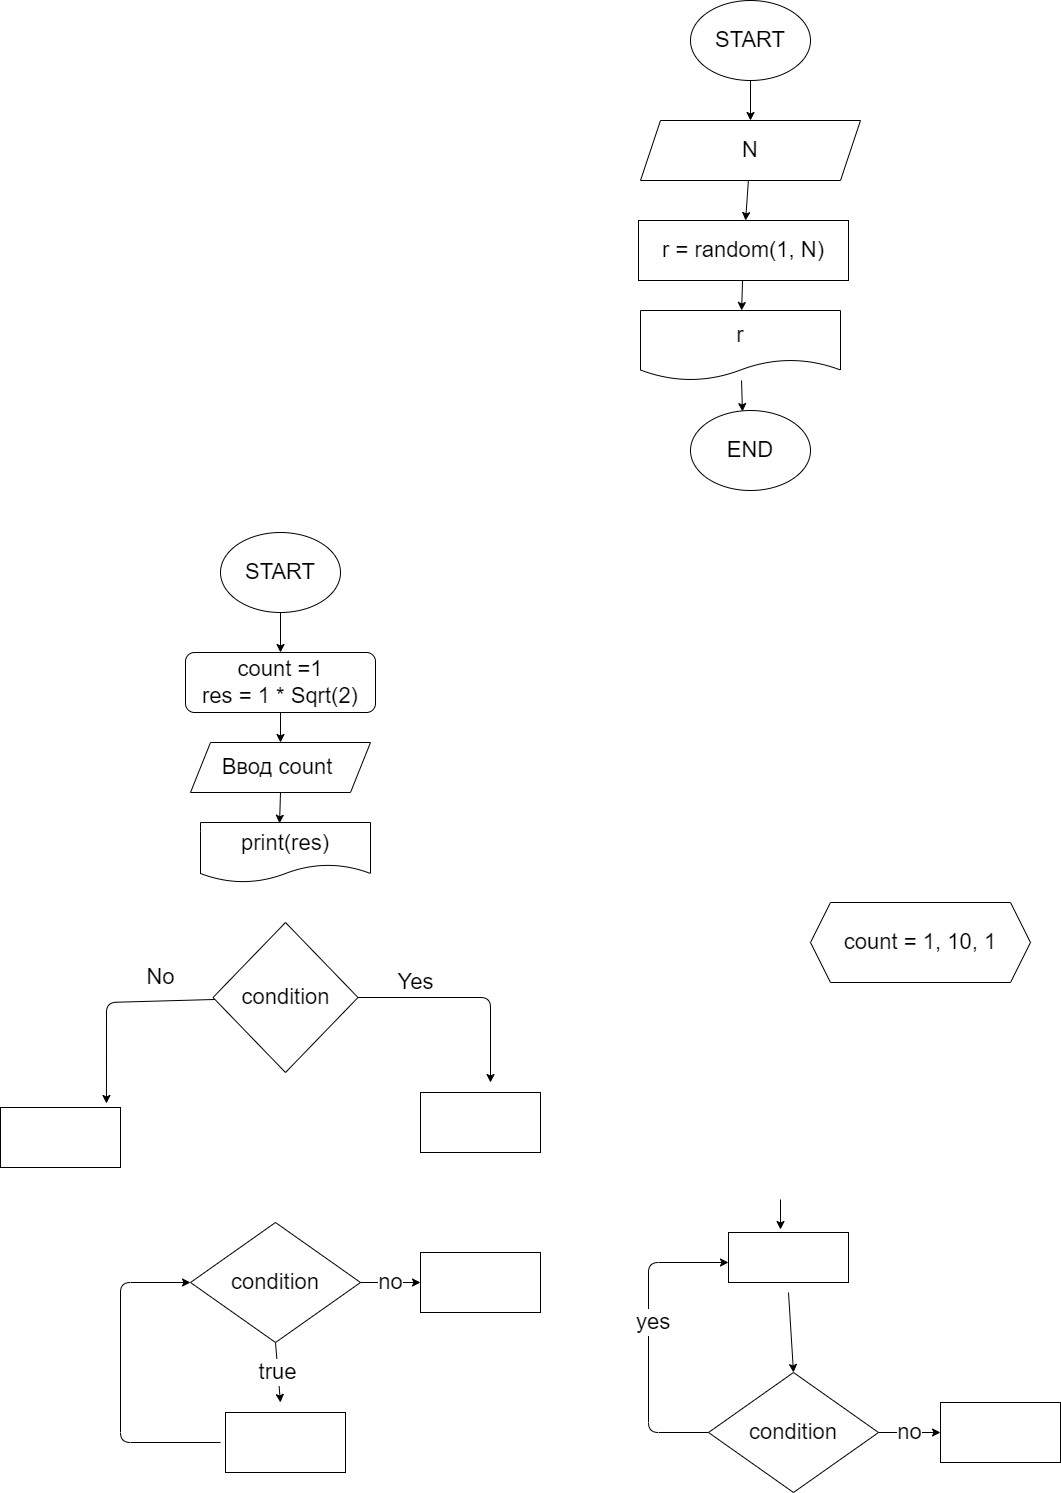 START
N
r = random(1, N)
r
END
START
count =1
res = 1 * Sqrt(2)
Ввод count
print(res)
count = 1, 10, 1
No
Yes
condition
condition
no
true
yes
condition
no